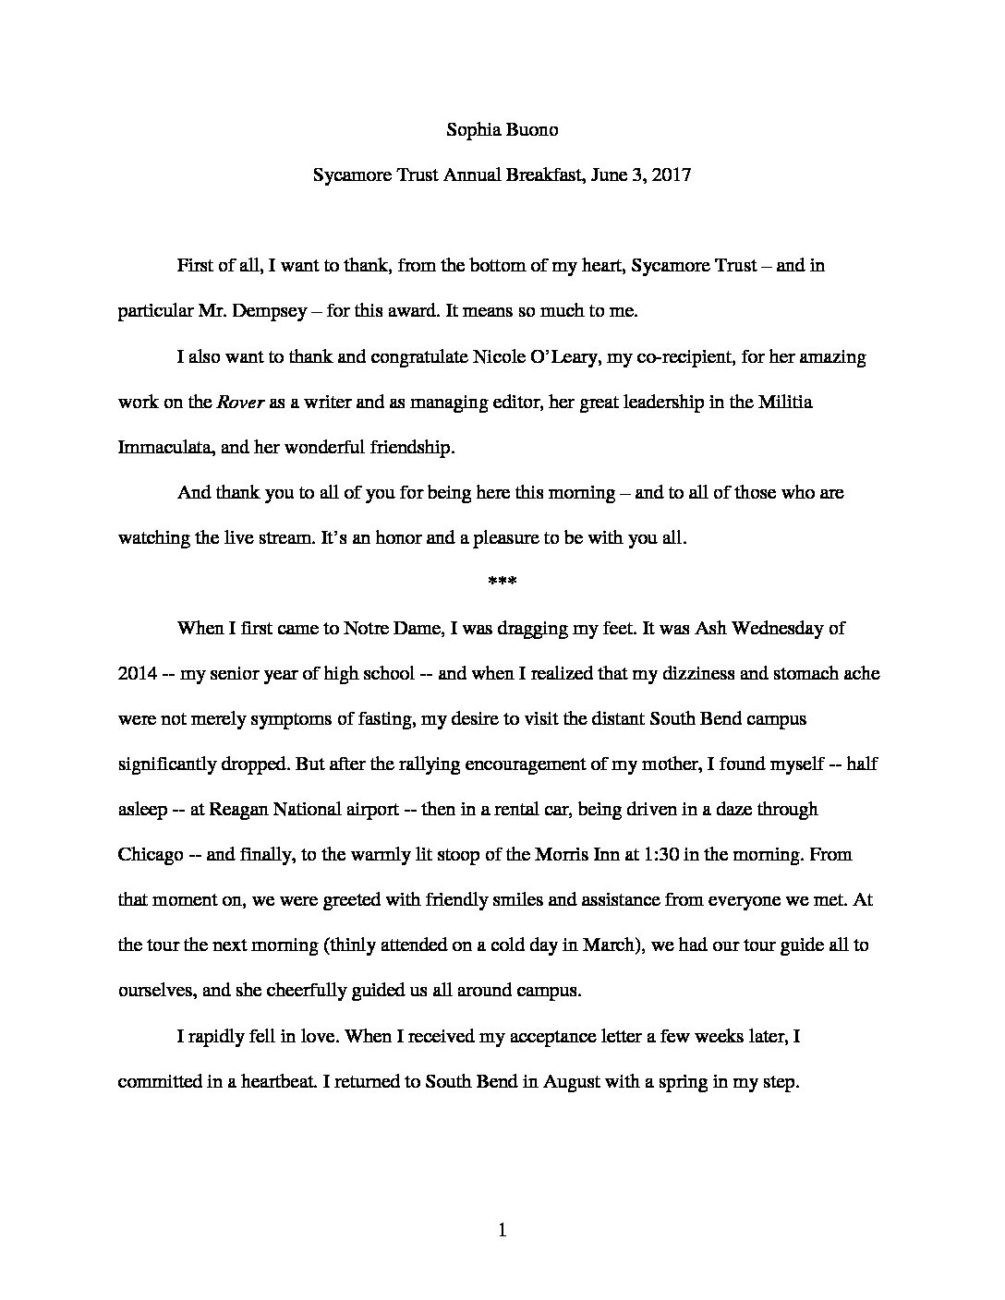 Sophia Buono
Sycamore Trust Annual Breakfast, June 3, 2017
First of all, I want to thank, from the bottom of my heart, Sycamore Trust – and in
particular Mr. Dempsey – for this award. It means so much to me.
I also want to thank and congratulate Nicole O’Leary, my co-recipient, for her amazing
work on the Rover as a writer and as managing editor, her great leadership in the Militia
Immaculata, and her wonderful friendship.
And thank you to all of you for being here this morning – and to all of those who are
watching the live stream. It’s an honor and a pleasure to be with you all.
***
When I first came to Notre Dame, I was dragging my feet. It was Ash Wednesday of
2014 -- my senior year of high school -- and when I realized that my dizziness and stomach ache
were not merely symptoms of fasting, my desire to visit the distant South Bend campus
significantly dropped. But after the rallying encouragement of my mother, I found myself -- half
asleep -- at Reagan National airport -- then in a rental car, being driven in a daze through
Chicago -- and finally, to the warmly lit stoop of the Morris Inn at 1:30 in the morning. From
that moment on, we were greeted with friendly smiles and assistance from everyone we met. At
the tour the next morning (thinly attended on a cold day in March), we had our tour guide all to
ourselves, and she cheerfully guided us all around campus.
I rapidly fell in love. When I received my acceptance letter a few weeks later, I
committed in a heartbeat. I returned to South Bend in August with a spring in my step.
1